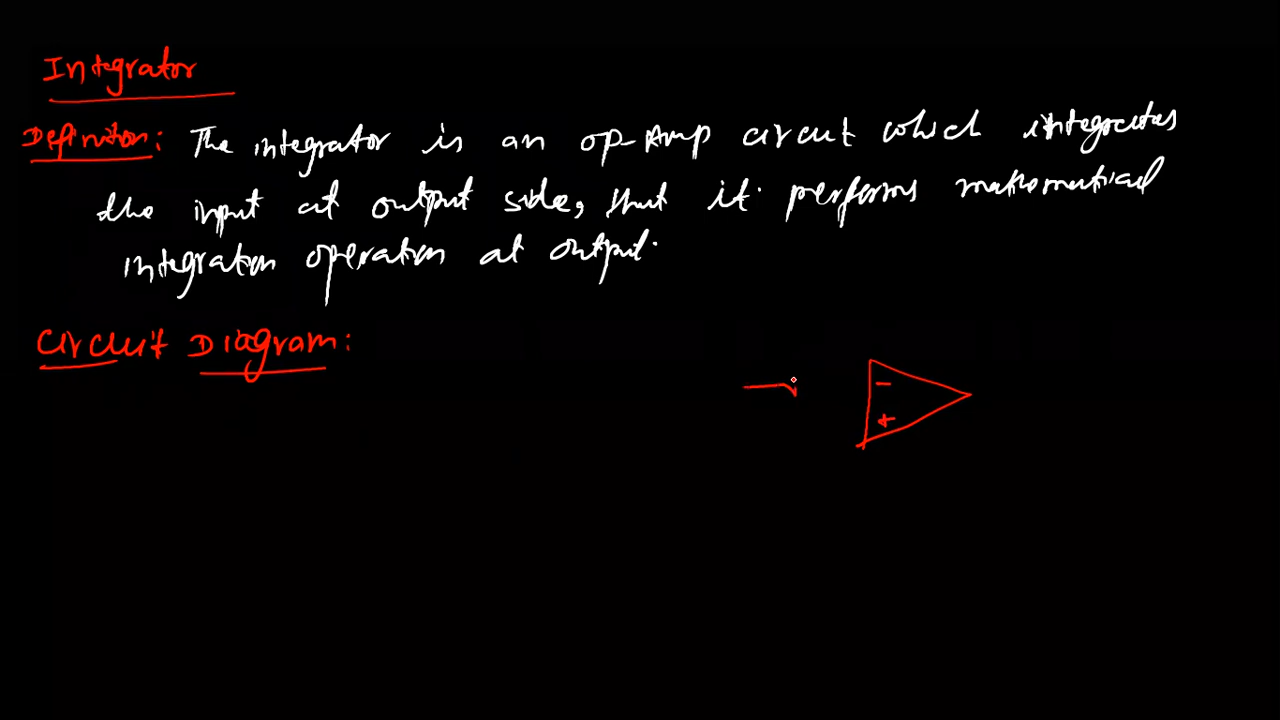 Integrator
Definition: The integrator is an op-Amp circuit which integrates
the input at output side, that it performs mathematical
integration operation at output.
Circuit Diagram:
-
+